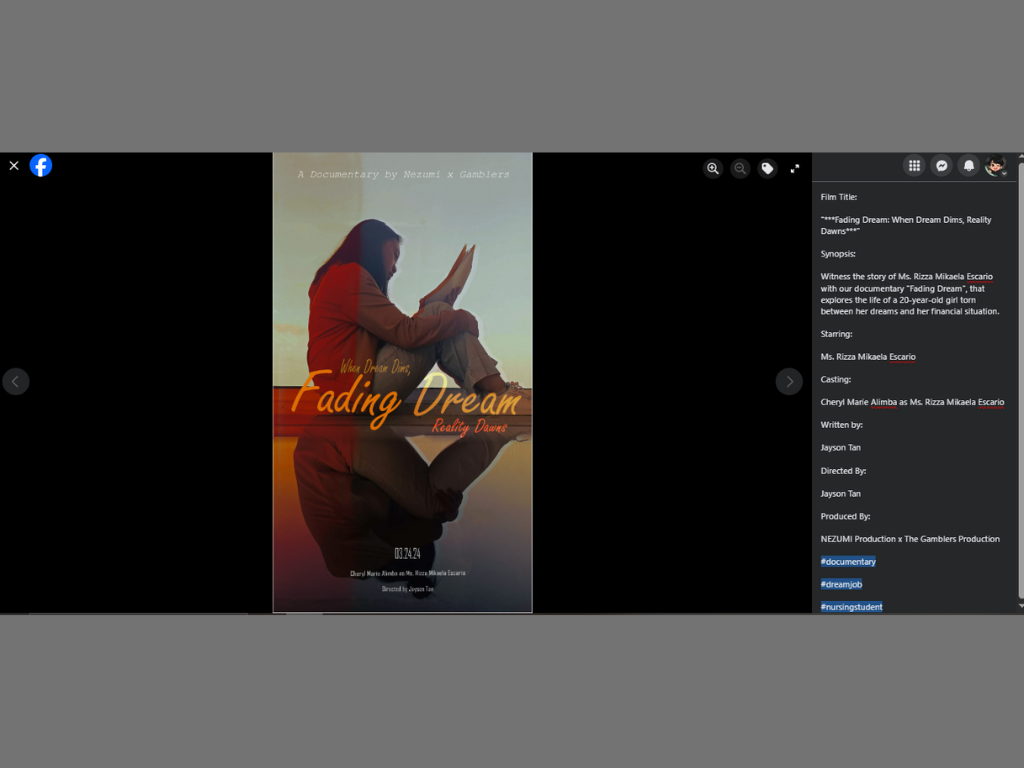 A Documentary by Nezumi x Gamblers
When Dream Dims,
Fading Dream
Reality Dawns
03.24.24
Cheryl Marie Alimba as Ms. Rizza Mikaela Escario
Directed by Jayson Tan
Film Title:
"***Fading Dream: When Dream Dims, Reality
Dawns***"
Synopsis:
Witness the story of Ms. Rizza Mikaela Escario
with our documentary "Fading Dream", that
explores the life of a 20-year-old girl torn
between her dreams and her financial situation.
Starring:
Ms. Rizza Mikaela Escario
Casting:
Cheryl Marie Alimba as Ms. Rizza Mikaela Escario
Written by:
Jayson Tan
Directed By:
Jayson Tan
Produced By:
NEZUMI Production x The Gamblers Production
#documentary
#dreamjob
#nursingstudent